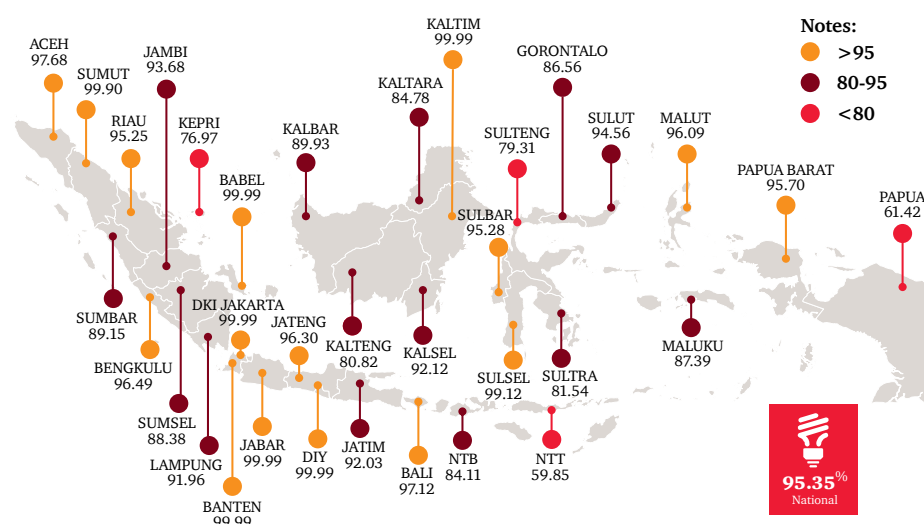 Notes:
>95
80-95
<80
ACEH
97.68
SUMUT
99.90
RIAU
95.25
JAMBI
93.68
KEPRI
76.97
BABEL
99.99
KALBAR
89.93
KALTARA
84.78
KALTIM
99.99
SULBAR
95.28
SULTENG
79.31
GORONTALO
86.56
SULUT
94.56
MALUT
96.09
PAPUA BARAT
95.70
PAPUA
61.42
SUMBAR
89.15
BENGKULU
96.49
SUMSEL
88.38
LAMPUNG
91.96
DKI JAKARTA
99.99
BANTEN
99.99
JABAR
99.99
JATENG
96.30
DIY
99.99
JATIM
92.03
KALTENG
80.82
KALSEL
92.12
BALI
97.12
NTB
84.11
SULSEL
99.12
SULTRA
81.54
NTT
59.85
MALUKU
87.39
95.35%
National